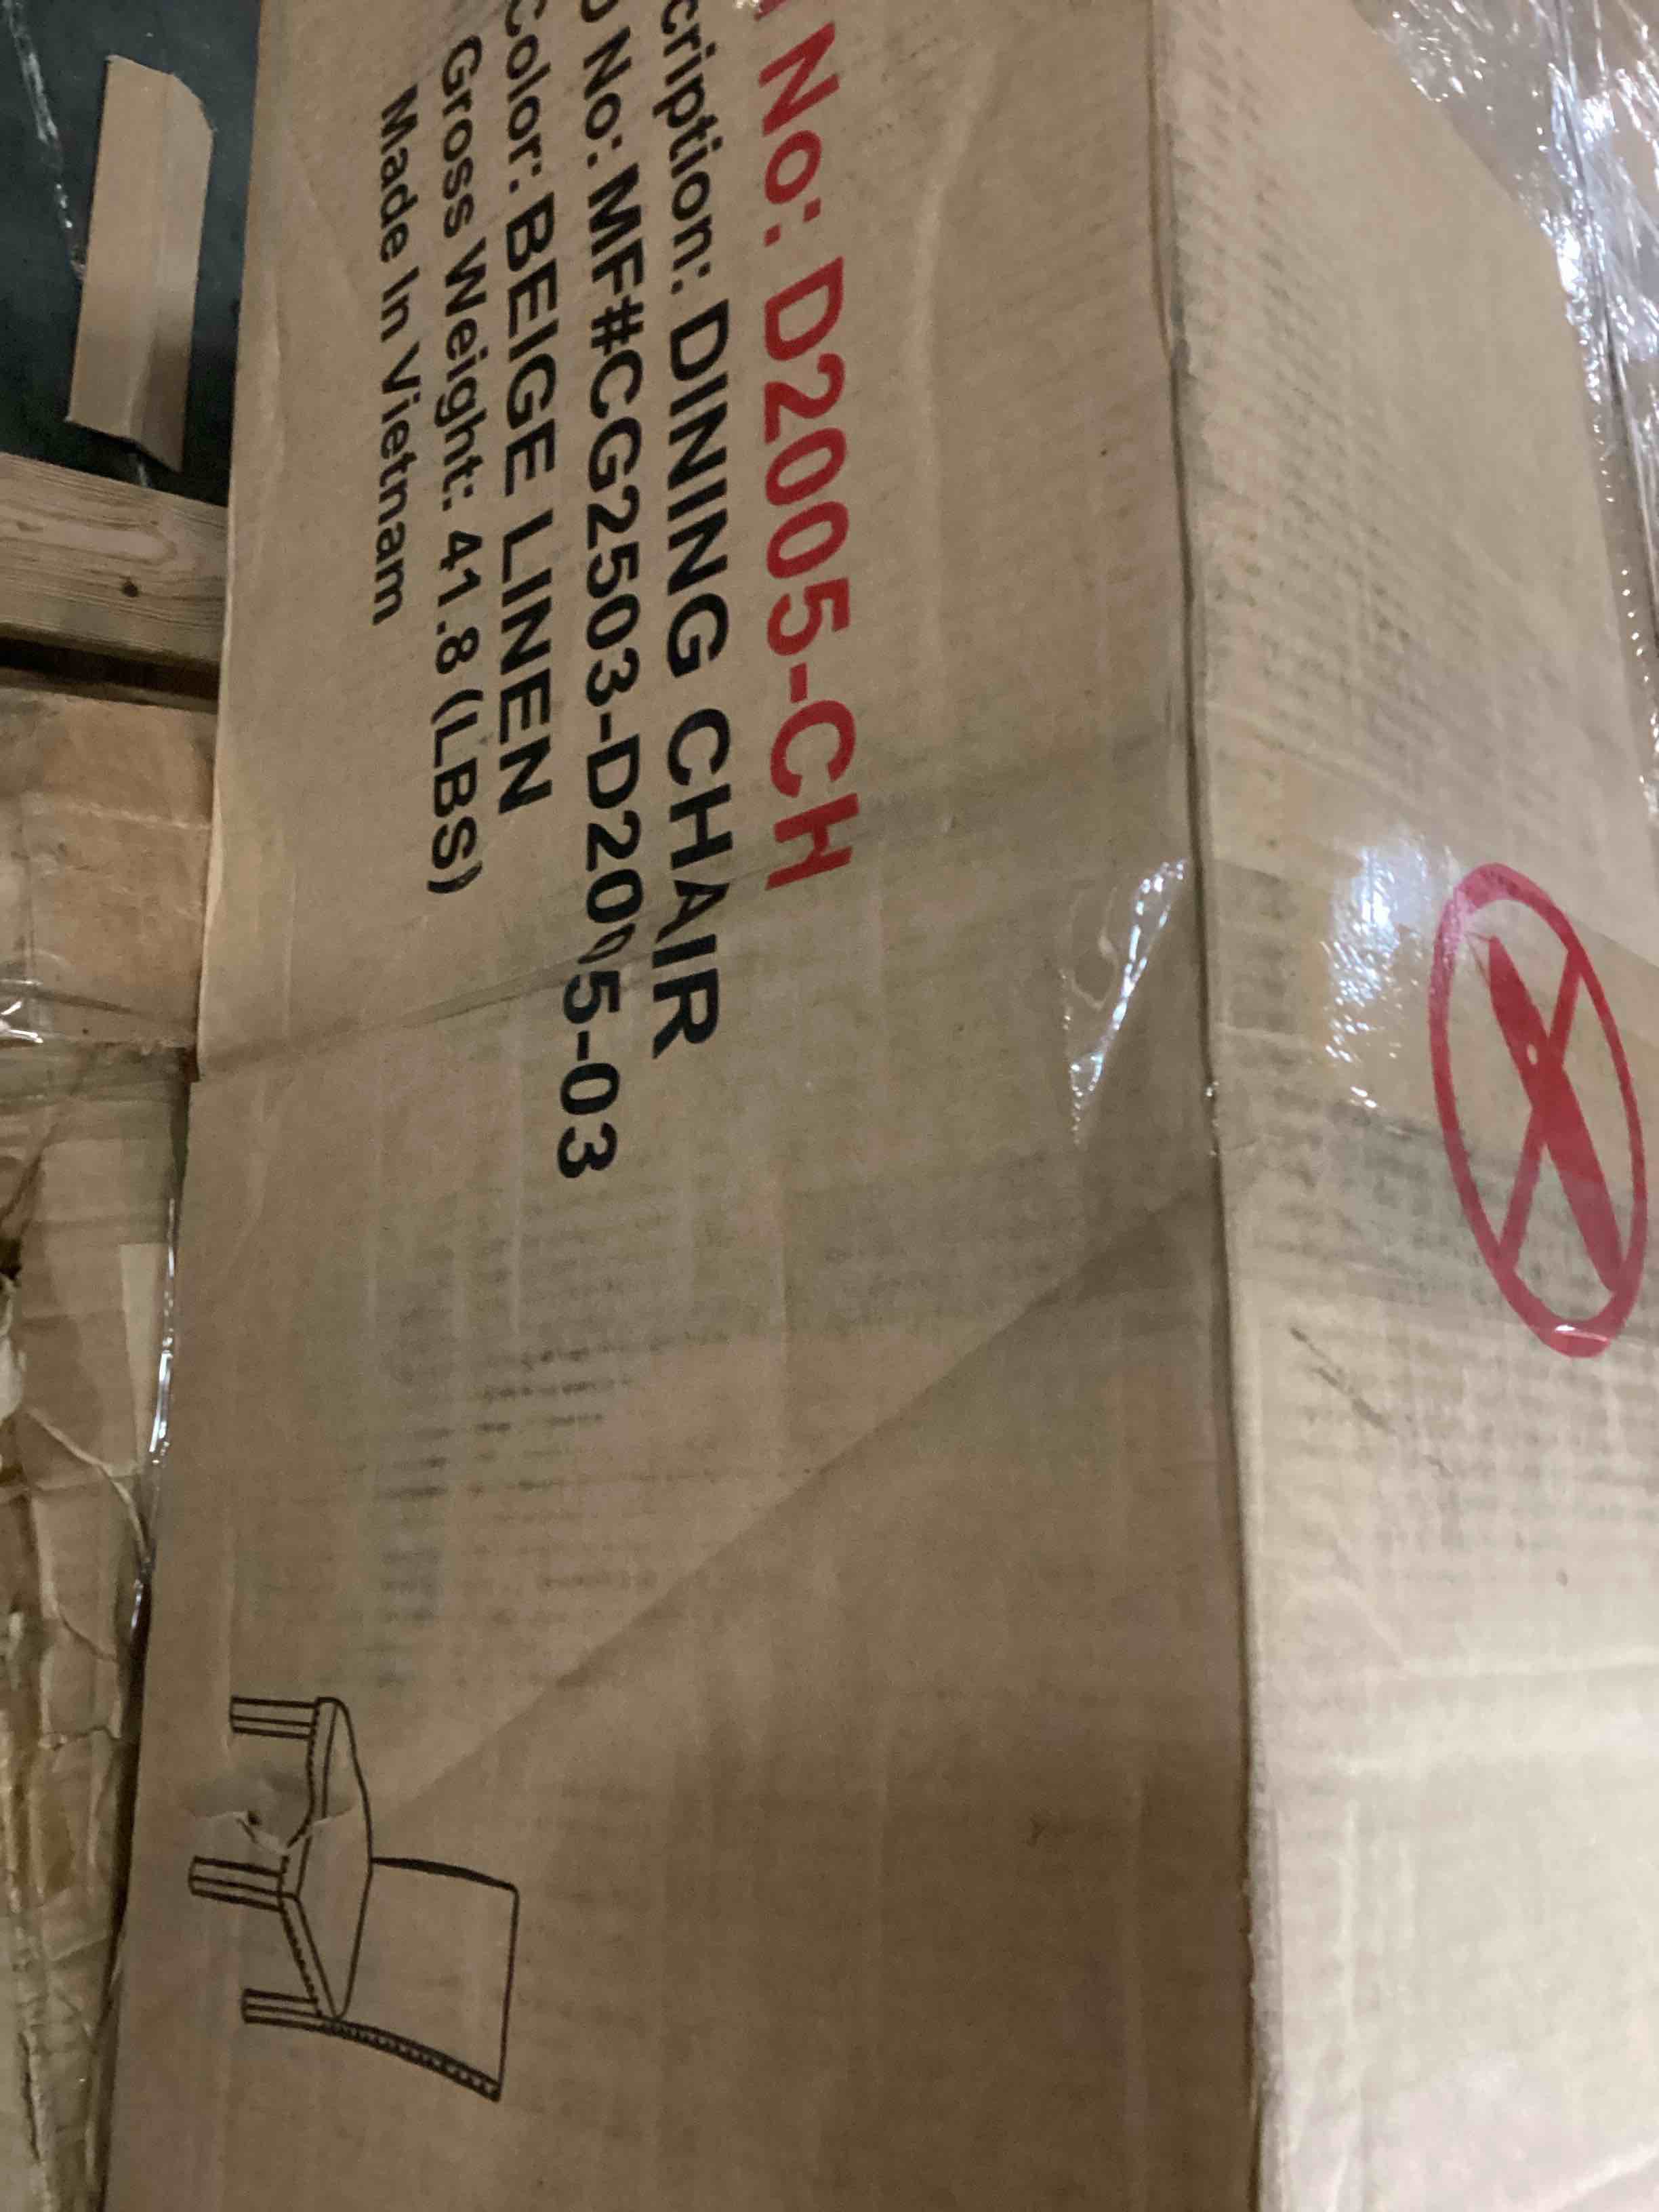 No: D2005-CH
cription: DINING CHAIR
No: MF#CG2503-D2005-03
Color: BEIGE LINEN
Gross Weight: 41.8 (LBS)
Made In Vietnam